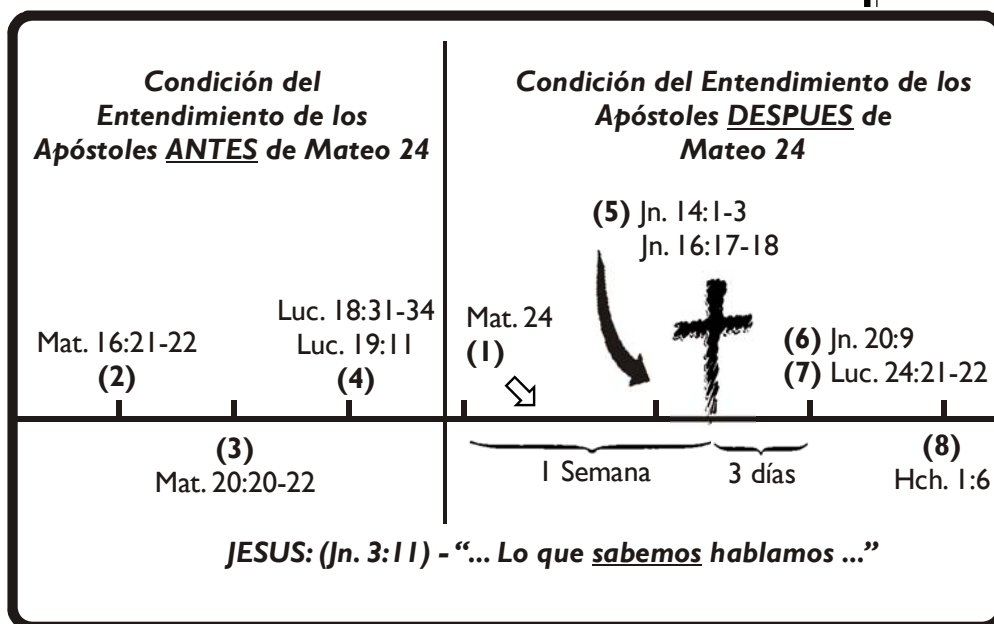 Condición del
Entendimiento de los
Apóstoles ANTES de Mateo 24
Condición del Entendimiento de los
Apóstoles DESPUES de
Mateo 24
(5) Jn. 14:1-3
Jn. 16:17-18
Mat. 16:21-22
(2)
Luc. 18:31-34
Luc. 19:11
(4)
Mat. 24
(1)
(6) Jn. 20:9
(7) Luc. 24:21-22
(3)
Mat. 20:20-22
1 Semana
3 días
(8)
Hch. 1:6
JESUS: (Jn. 3:11) - “... Lo que sabemos hablamos ...”